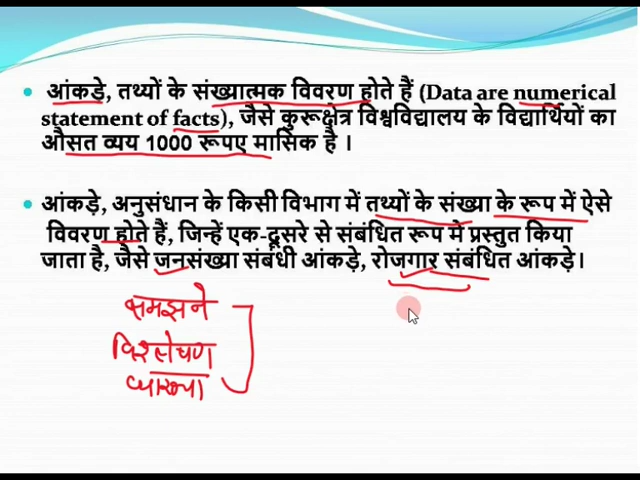 आंकडे, तथ्यों के संख्यात्मक विवरण होते हैं (Data are numerical
statement of facts), जैसे कुरूक्षेत्र विश्वविद्यालय के विद्यार्थियों का
औसत व्यय 1000 रूपए मासिक है ।
आंकडे, अनुसंधान के किसी विभाग में तथ्यों के संख्या के रूप में ऐसे
विवरण होते हैं, जिन्हें एक-दूसरे से संबंधित रूप में प्रस्तुत किया
जाता है, जैसे जनसंख्या संबंधी आंकडे, रोजगार संबंधित आंकडे।
समझने
विश्लेषण
व्याख्या